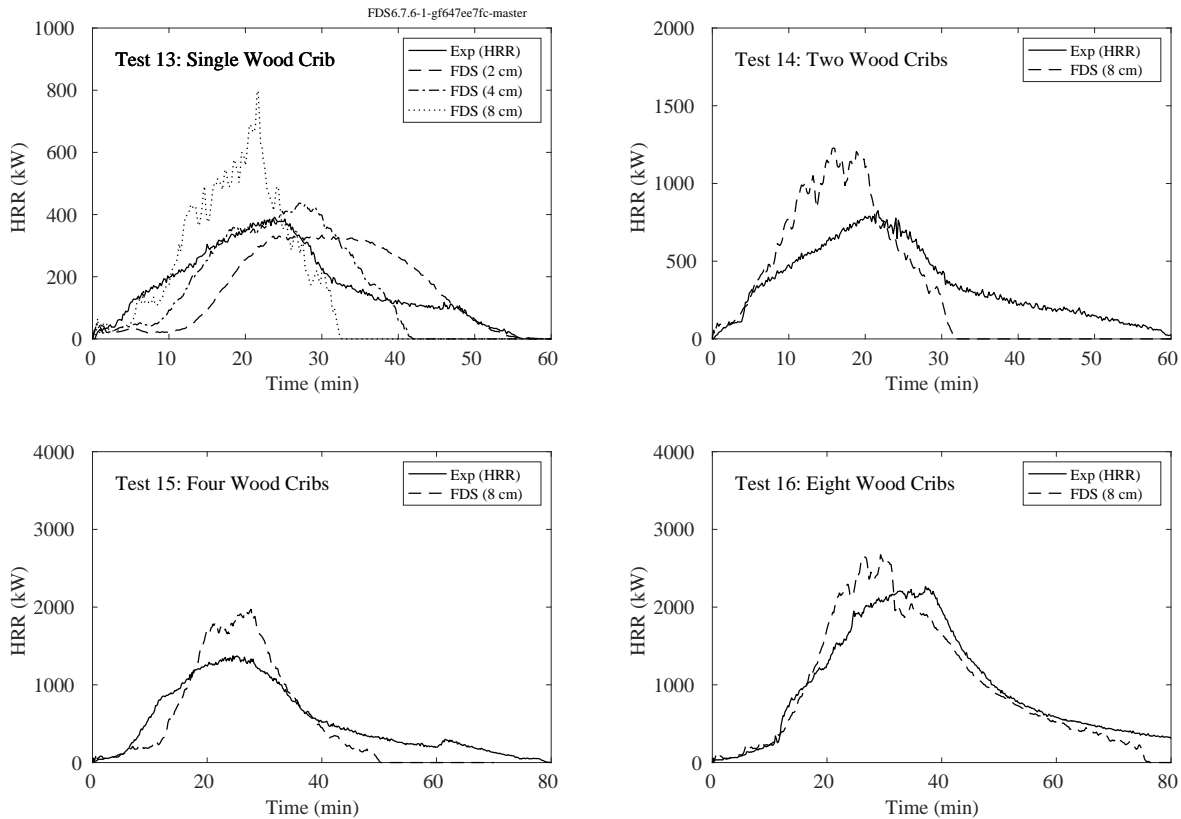 FDS6.7.6-1-gf647ee7fc-master
Test 13: Single Wood Crib
Exp (HRR)
FDS (2 cm)
FDS (4 cm)
FDS (8 cm)
HRR (kW)
1000
800
600
400
200
0
0 10 20 30 40 50 60
Time (min)
Test 14: Two Wood Cribs
Exp (HRR)
FDS (8 cm)
HRR (kW)
2000
1500
1000
500
0
0 10 20 30 40 50 60
Time (min)
Test 15: Four Wood Cribs
Exp (HRR)
FDS (8 cm)
HRR (kW)
4000
3000
2000
1000
0
0 20 40 60 80
Time (min)
Test 16: Eight Wood Cribs
Exp (HRR)
FDS (8 cm)
HRR (kW)
4000
3000
2000
1000
0
0 20 40 60 80
Time (min)